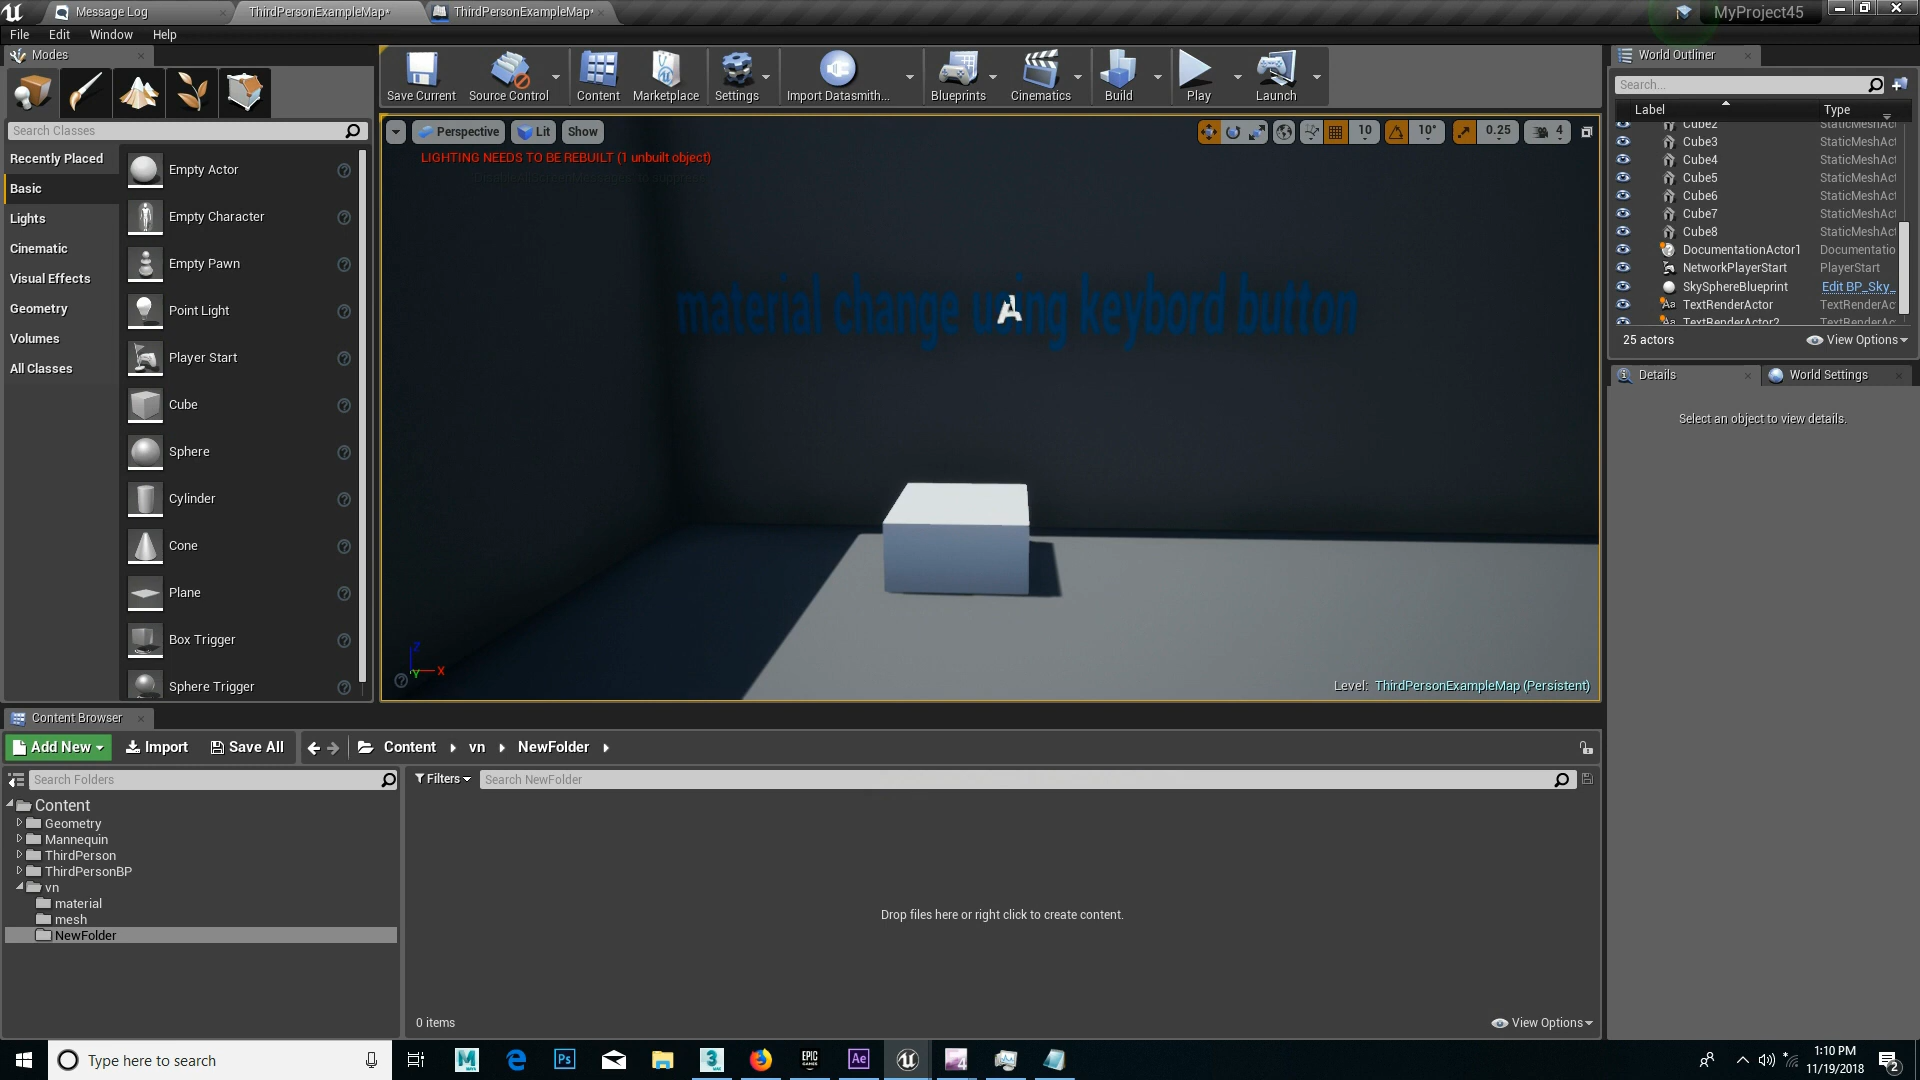 Message Log
ThirdPersonExampleMap*
ThirdPersonExampleMap*
MyProject45
File
Edit
Window
Help
Modes
Save Current
Source Control
Content
Marketplace
Settings
Import Datasmith...
Blueprints
Cinematics
Build
Play
Launch
World Outliner
Search...
Label
Type
Search Classes
Recently Placed
Basic
Lights
Cinematic
Visual Effects
Geometry
Volumes
All Classes
Empty Actor
Empty Character
Empty Pawn
Point Light
Player Start
Cube
Sphere
Cylinder
Cone
Plane
Box Trigger
Sphere Trigger
Perspective
Lit
Show
10
10°
0.25
4
LIGHTING NEEDS TO BE REBUILT (1 unbuilt object)
material change using keybord button
X
Y
Z
Level: ThirdPersonExampleMap (Persistent)
Cube2 StaticMeshAct
Cube3 StaticMeshAct
Cube4 StaticMeshAct
Cube5 StaticMeshAct
Cube6 StaticMeshAct
Cube7 StaticMeshAct
Cube8 StaticMeshAct
DocumentationActor1 Documentatio
NetworkPlayerStart PlayerStart
SkySphereBlueprint Edit BP_Sky_
TextRenderActor TextRenderAc
TextRenderActor2 TextRenderAc
25 actors
View Options
Details
World Settings
Select an object to view details.
Content Browser
Add New
Import
Save All
Content
vn
NewFolder
Search Folders
Filters
Search NewFolder
Content
Geometry
Mannequin
ThirdPerson
ThirdPersonBP
vn
material
mesh
NewFolder
Drop files here or right click to create content.
0 items
View Options
Type here to search
1:10 PM
11/19/2018
2